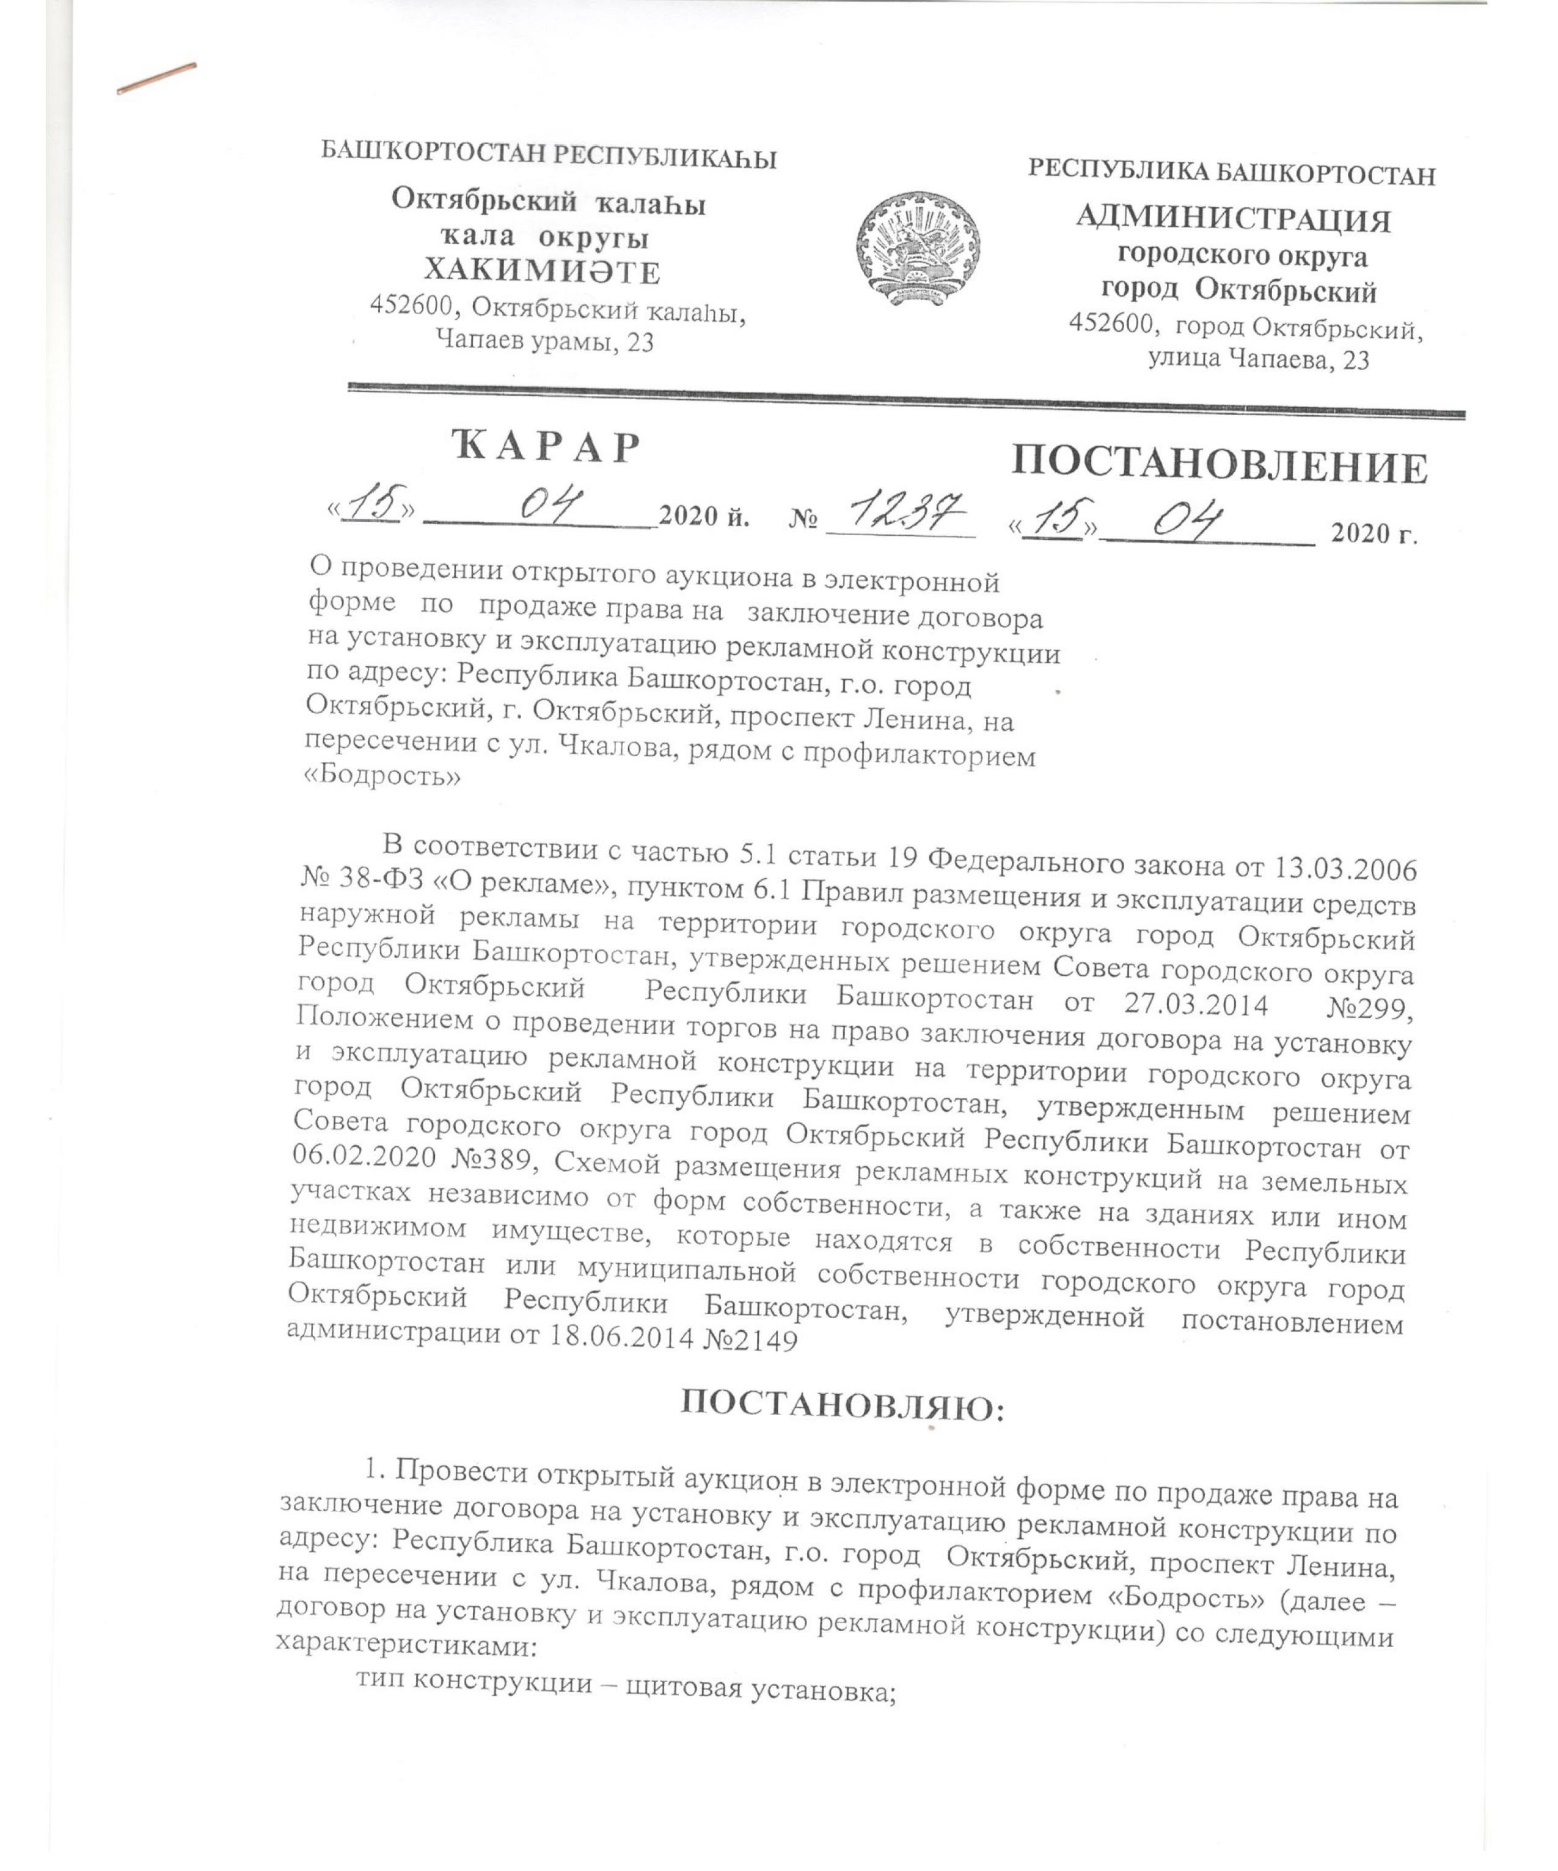 БАШҠОРТОСТАН РЕСПУБЛИКАҺЫ
Октябрьский ҡалаҺы
ҡала округы
ХАКИМИӘТЕ
452600, Октябрьский ҡалаһы,
Чапаев урамы, 23
РЕСПУБЛИКА БАШКОРТОСТАН
АДМИНИСТРАЦИЯ
городского округа
город Октябрьский
452600, город Октябрьский,
улица Чапаева, 23
ҠАРАР
ПОСТАНОВЛЕНИЕ
«15» 04 2020 й. № 1237 «15» 04 2020 г.
О проведении открытого аукциона в электронной
форме по продаже права на заключение договора
на установку и эксплуатацию рекламной конструкции
по адресу: Республика Башкортостан, г.о. город
Октябрьский, г. Октябрьский, проспект Ленина, на
пересечении с ул. Чкалова, рядом с профилакторием
«Бодрость»
В соответствии с частью 5.1 статьи 19 Федерального закона от 13.03.2006
№ 38-ФЗ «О рекламе», пунктом 6.1 Правил размещения и эксплуатации средств
наружной рекламы на территории городского округа город Октябрьский
Республики Башкортостан, утвержденных решением Совета городского округа
город Октябрьский Республики Башкортостан от 27.03.2014 №299,
Положением о проведении торгов на право заключения договора на установку
и эксплуатацию рекламной конструкции на территории городского округа
город Октябрьский Республики Башкортостан, утвержденным решением
Совета городского округа город Октябрьский Республики Башкортостан от
06.02.2020 №389, Схемой размещения рекламных конструкций на земельных
участках независимо от форм собственности, а также на зданиях или ином
недвижимом имуществе, которые находятся в собственности Республики
Башкортостан или муниципальной собственности городского округа город
Октябрьский Республики Башкортостан, утвержденной постановлением
администрации от 18.06.2014 №2149
ПОСТАНОВЛЯЮ:
1. Провести открытый аукцион в электронной форме по продаже права на
заключение договора на установку и эксплуатацию рекламной конструкции по
адресу: Республика Башкортостан, г.о. город Октябрьский, проспект Ленина,
на пересечении с ул. Чкалова, рядом с профилакторием «Бодрость» (далее –
договор на установку и эксплуатацию рекламной конструкции) со следующими
характеристиками:
тип конструкции – щитовая установка;